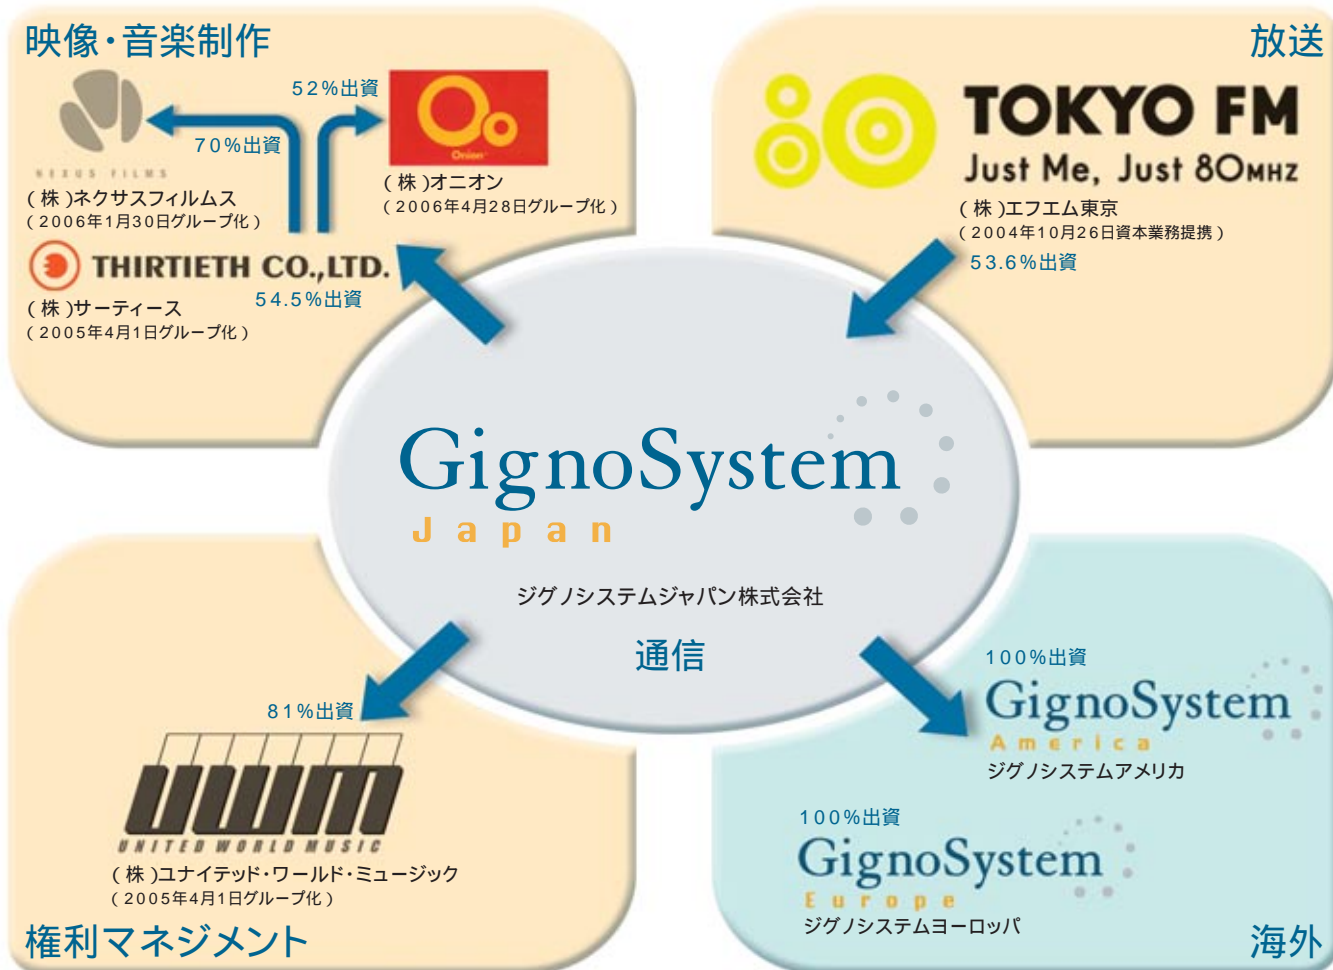 映像・音楽制作
52%出資
70%出資
NEXUS FILMS
Onion
(株)ネクサスフィルムス
(2006年1月30日グループ化)
(株)オニオン
(2006年4月28日グループ化)
THIRTIETH CO.,LTD.
54.5%出資
(株)サーティース
(2005年4月1日グループ化)
放送
80
TOKYO FM
Just Me, Just 80MHZ
(株)エフエム東京
(2004年10月26日資本業務提携)
53.6%出資
GignoSystem
Japan
ジグノシステムジャパン株式会社
通信
81%出資
uwm
UNITED WORLD MUSIC
(株)ユナイテッド・ワールド・ミュージック
(2005年4月1日グループ化)
権利マネジメント
100%出資
GignoSystem
America
ジグノシステムアメリカ
100%出資
GignoSystem
Europe
ジグノシステムヨーロッパ
海外